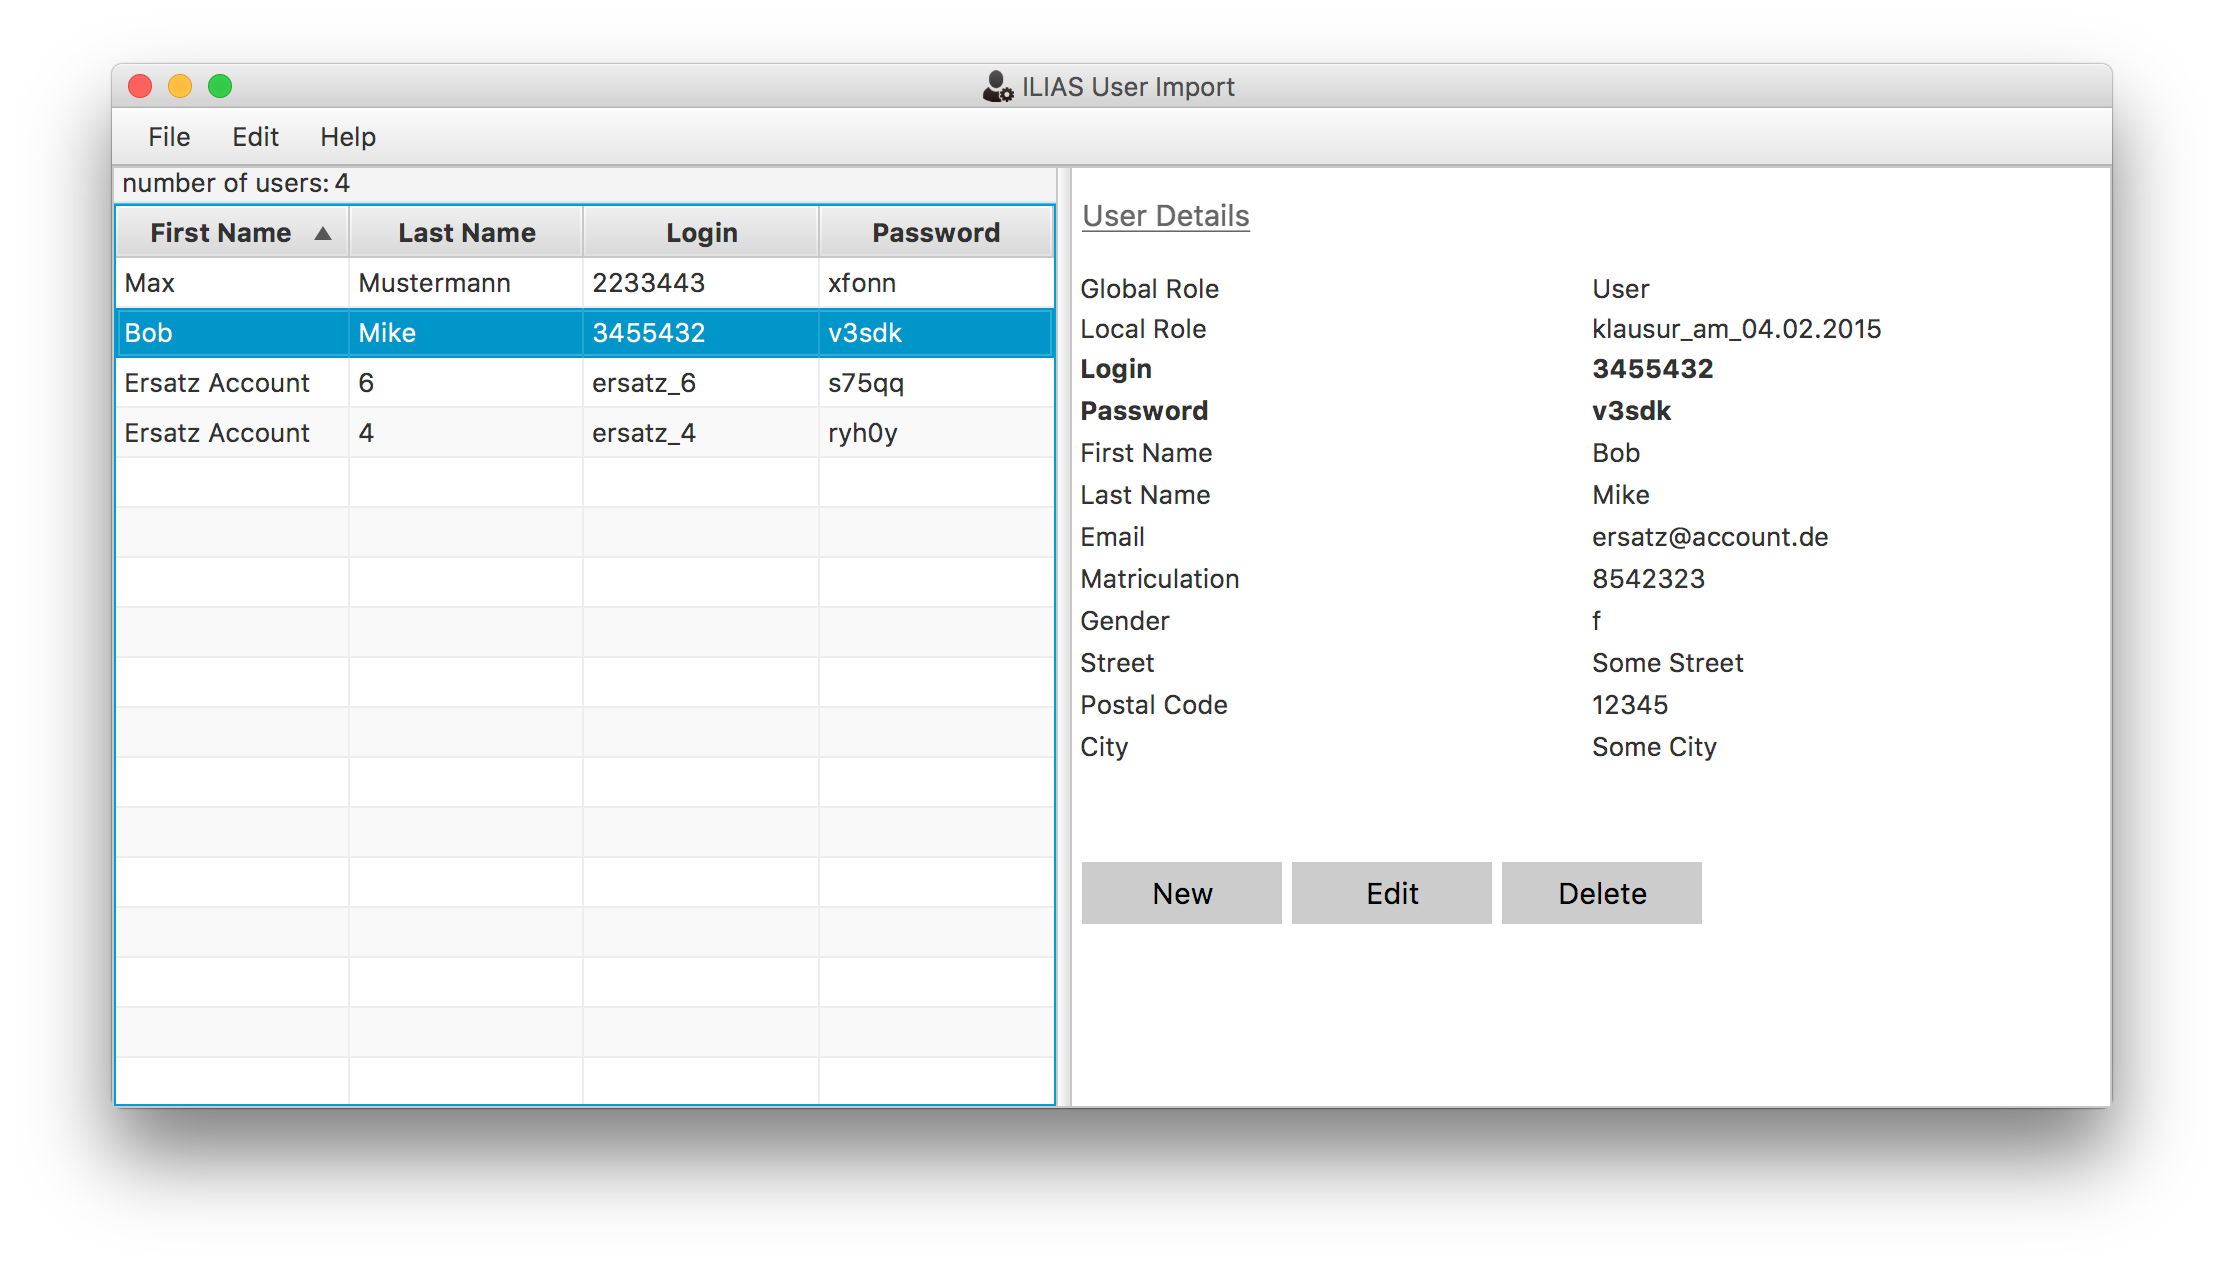 ILIAS User Import
File Edit Help
number of users: 4
First Name Last Name Login Password
Max Mustermann 2233443 xfonn
Bob Mike 3455432 v3sdk
Ersatz Account 6 ersatz_6 s75qq
Ersatz Account 4 ersatz_4 ryh0y
User Details
Global Role User
Local Role klausur_am_04.02.2015
Login 3455432
Password v3sdk
First Name Bob
Last Name Mike
Email ersatz@account.de
Matriculation 8542323
Gender f
Street Some Street
Postal Code 12345
City Some City
New Edit Delete